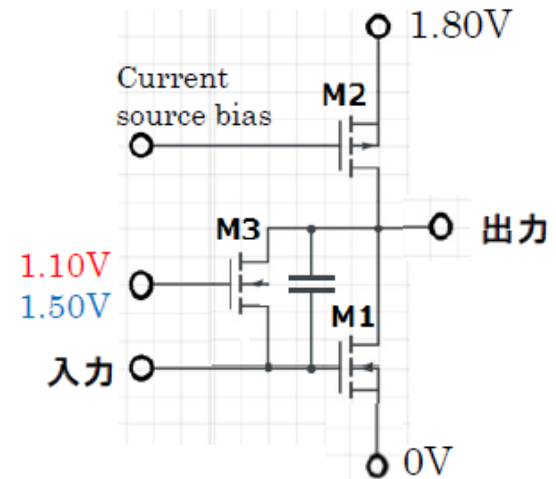 1.80V
Current
source bias
M2
M3
出力
1.10V
1.50V
M1
入力
0V